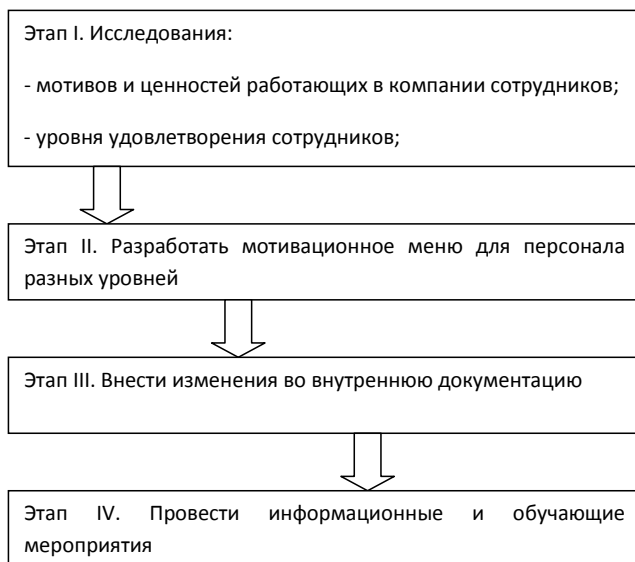 Этап I. Исследования:
- мотивов и ценностей работающих в компании сотрудников;
- уровня удовлетворения сотрудников;
Этап II. Разработать мотивационное меню для персонала
разных уровней
Этап III. Внести изменения во внутреннюю документацию
Этап IV. Провести информационные и обучающие
мероприятия